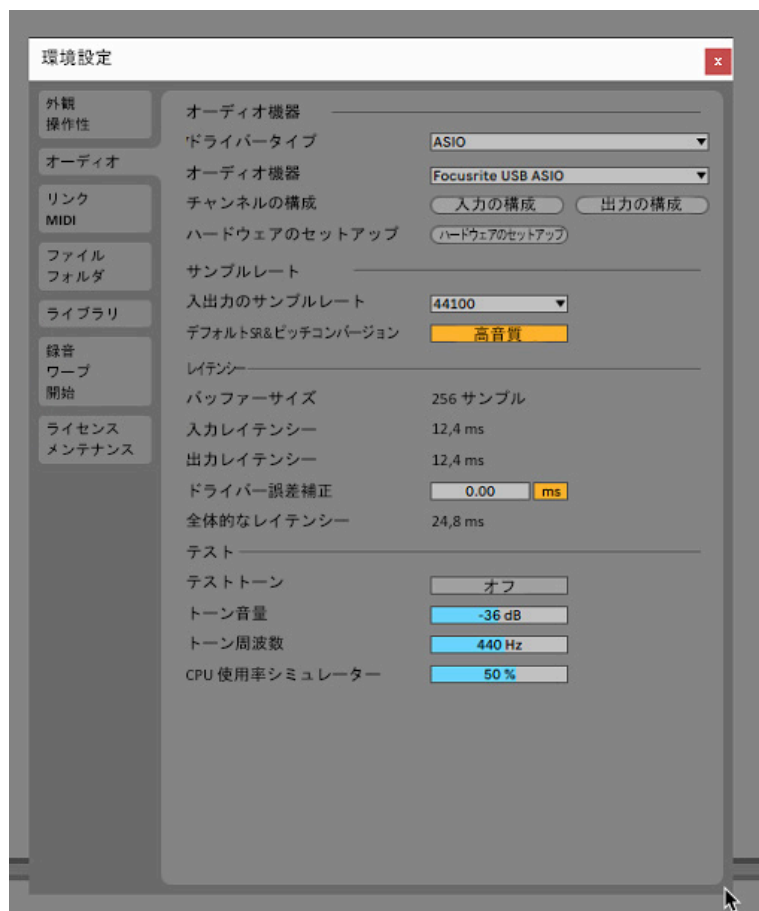 環境設定
x
外観
操作性
オーディオ
リンク
MIDI
ファイル
フォルダ
ライブラリ
録音
ワープ
開始
ライセンス
メンテナンス
オーディオ機器
ドライバータイプ ASIO
オーディオ機器 Focusrite USB ASIO
チャンネルの構成 入力の構成 出力の構成
ハードウェアのセットアップ ハードウェアのセットアップ
サンプルレート
入出力のサンプルレート 44100
デフォルトSR&ピッチコンバージョン 高音質
レイテンシー
バッファーサイズ 256 サンプル
入力レイテンシー 12,4 ms
出力レイテンシー 12,4 ms
ドライバー誤差補正 0.00 ms
全体的なレイテンシー 24,8 ms
テスト
テストトーン オフ
トーン音量 -36 dB
トーン周波数 440 Hz
CPU 使用率シミュレーター 50 %